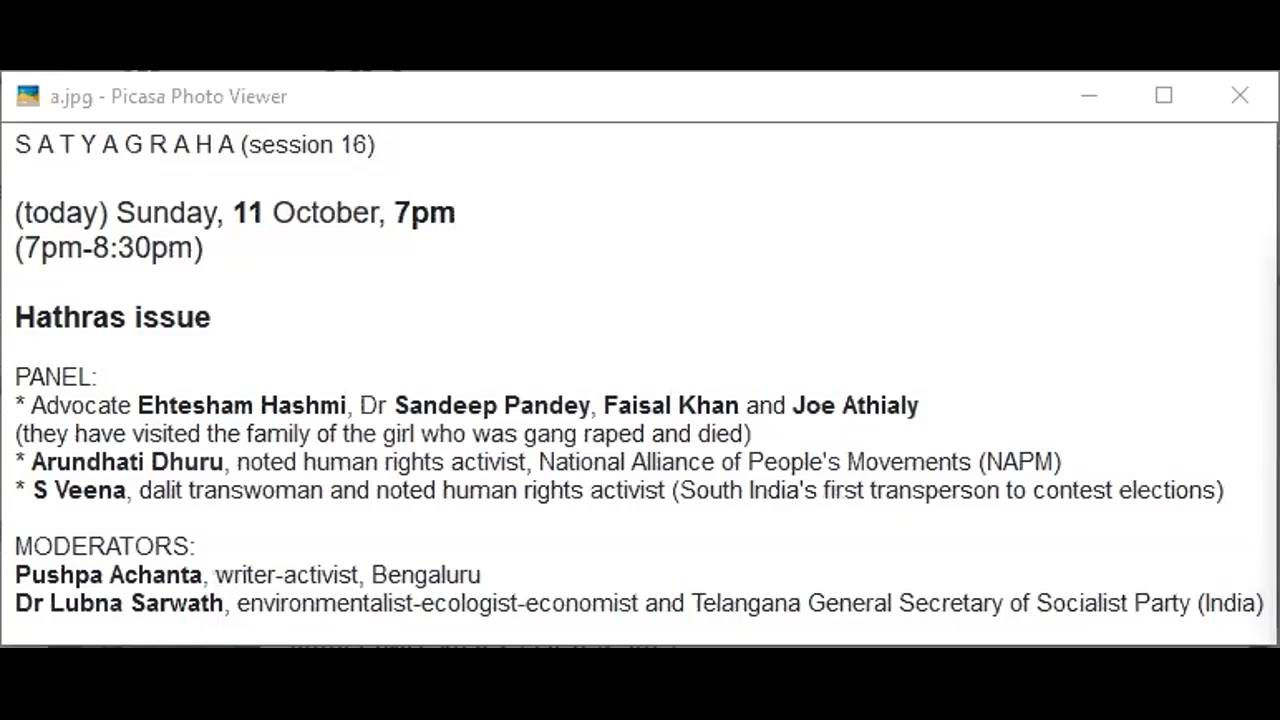 a.jpg - Picasa Photo Viewer
S A T Y A G R A H A (session 16)
(today) Sunday, 11 October, 7pm
(7pm-8:30pm)
Hathras issue
PANEL:
* Advocate Ehtesham Hashmi, Dr Sandeep Pandey, Faisal Khan and Joe Athialy
(they have visited the family of the girl who was gang raped and died)
* Arundhati Dhuru, noted human rights activist, National Alliance of People's Movements (NAPM)
* S Veena, dalit transwoman and noted human rights activist (South India's first transperson to contest elections)
MODERATORS:
Pushpa Achanta, writer-activist, Bengaluru
Dr Lubna Sarwath, environmentalist-ecologist-economist and Telangana General Secretary of Socialist Party (India)